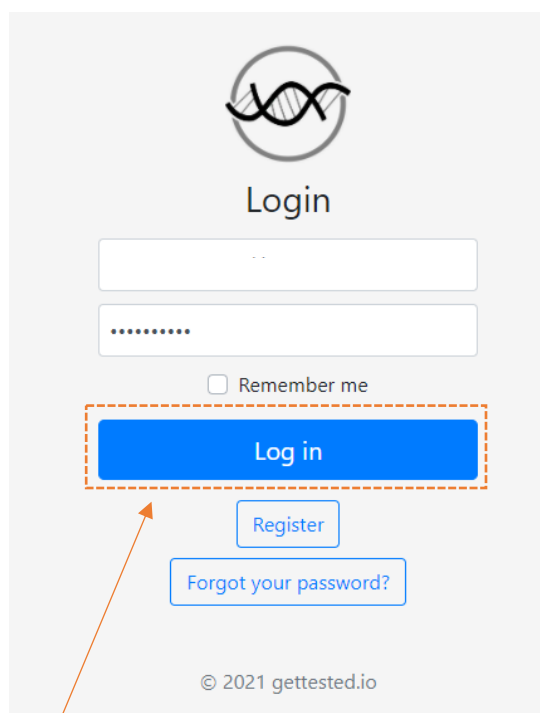 Login
••••••••••
Remember me
Log in
Register
Forgot your password?
© 2021 gettested.io